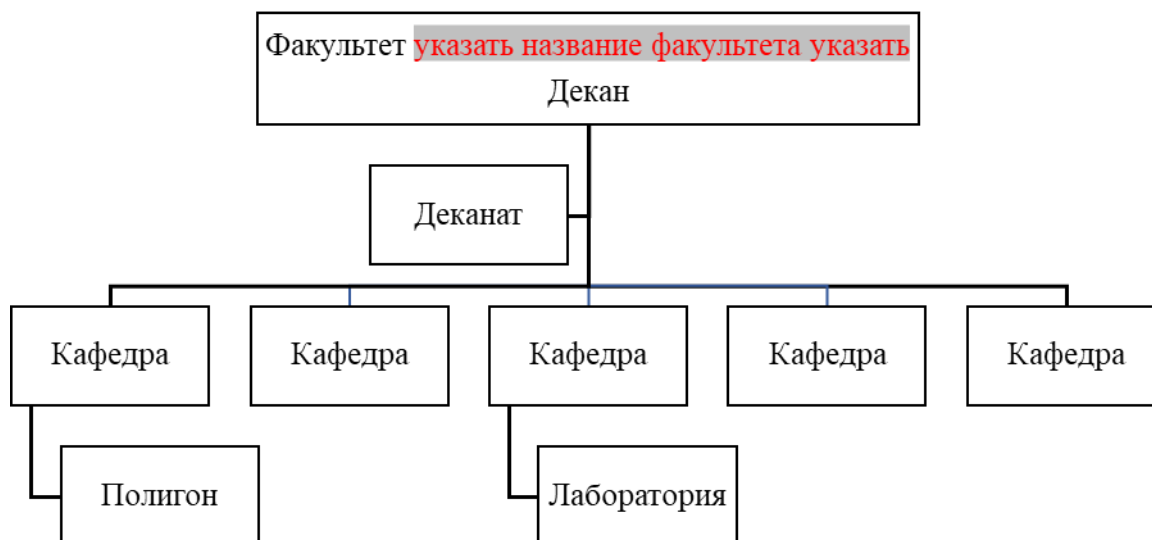 Факультет указать название факультета указать
Декан
Деканат
Кафедра
Кафедра
Кафедра
Кафедра
Кафедра
Полигон
Лаборатория